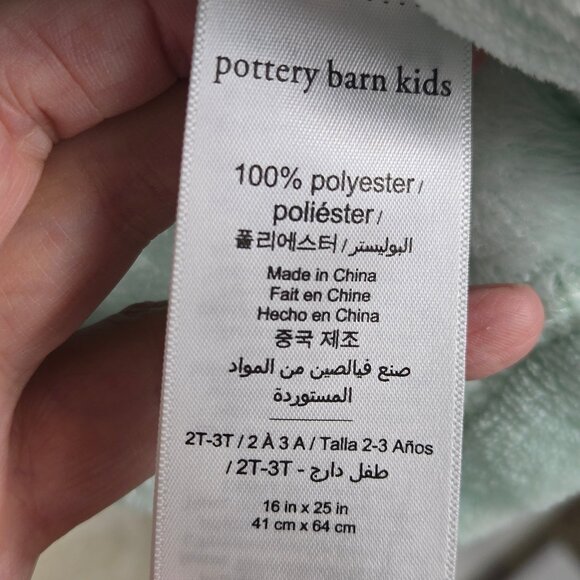 pottery barn kids
100% polyester /
poliéster /
폴리에스터 / البوليستر
Made in China
Fait en Chine
Hecho en China
중국 제조
صنع فيالصين من المواد
المستوردة
2T-3T / 2 À 3 A / Talla 2-3 Años
/ 2T-3T - طفل دارج
16 in x 25 in
41 cm x 64 cm